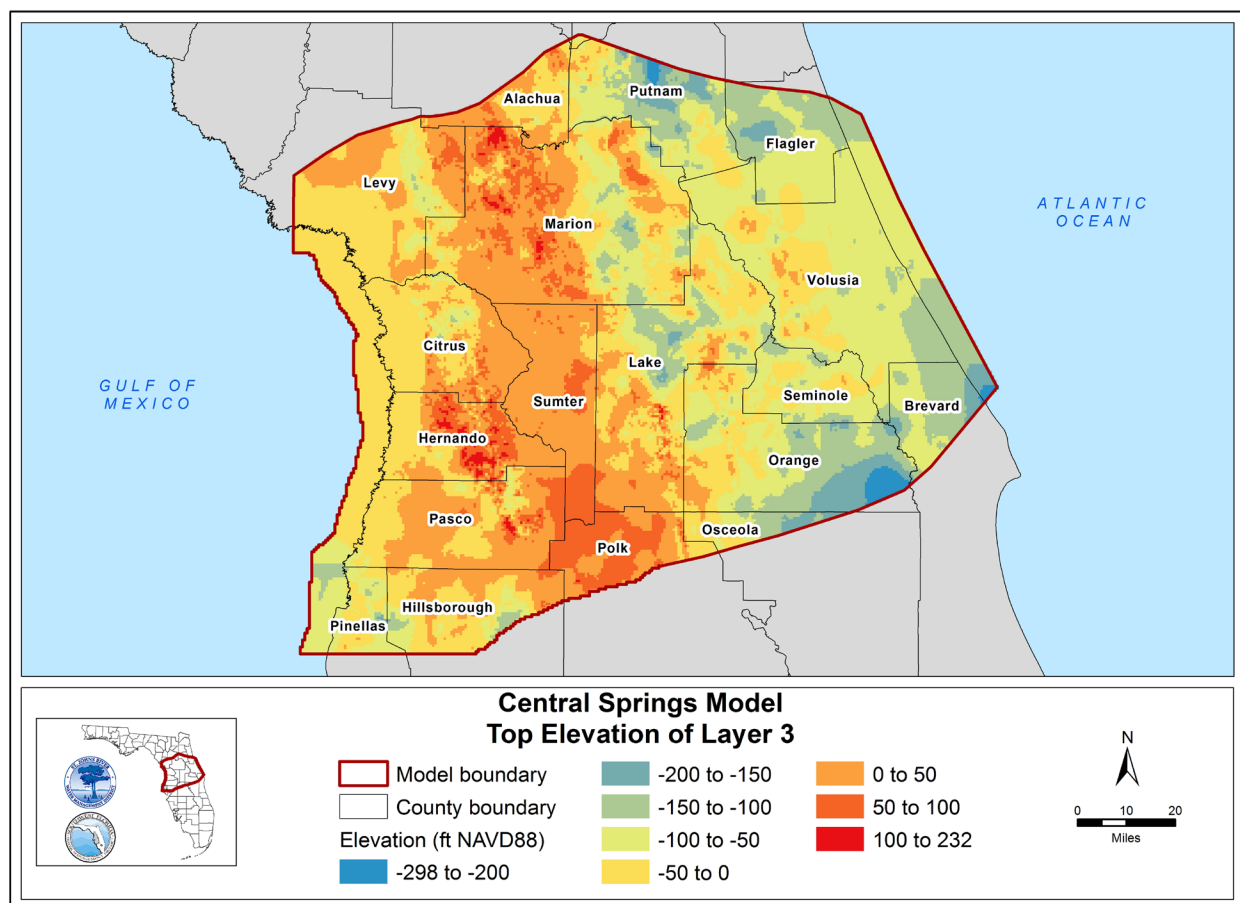 Alachua
Putnam
Flagler
Levy
Marion
ATLANTIC
OCEAN
Volusia
Citrus
Lake
GULF OF
MEXICO
Sumter
Seminole
Brevard
Hernando
Orange
Pasco
Osceola
Polk
Hillsborough
Pinellas
Central Springs Model
Top Elevation of Layer 3
Model boundary
County boundary
Elevation (ft NAVD88)
-298 to -200
-200 to -150
-150 to -100
-100 to -50
-50 to 0
0 to 50
50 to 100
100 to 232
N
0 10 20
Miles